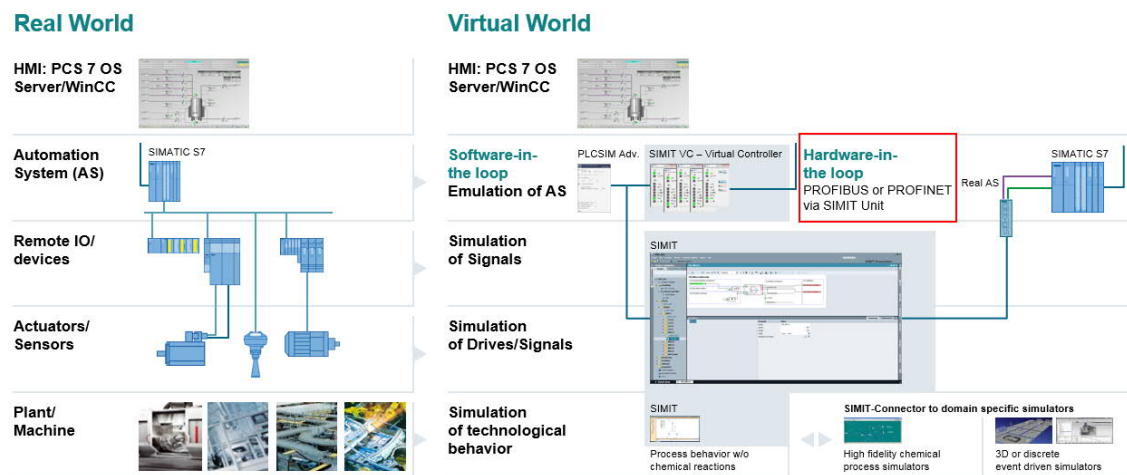 Real World
Virtual World
HMI: PCS 7 OS
Server/WinCC
HMI: PCS 7 OS
Server/WinCC
Automation
System (AS)
SIMATIC S7
Software-in-
the loop
Emulation of AS
PLCSIM Adv.
SIMIT VC – Virtual Controller
Hardware-in-
the loop
PROFIBUS or PROFINET
via SIMIT Unit
Real AS
SIMATIC S7
Remote IO/
devices
Simulation
of Signals
SIMIT
Actuators/
Sensors
Simulation
of Drives/Signals
Plant/
Machine
Simulation
of technological
behavior
SIMIT
Process behavior w/o
chemical reactions
SIMIT-Connector to domain specific simulators
High fidelity chemical
process simulators
3D or discrete
event driven simulators